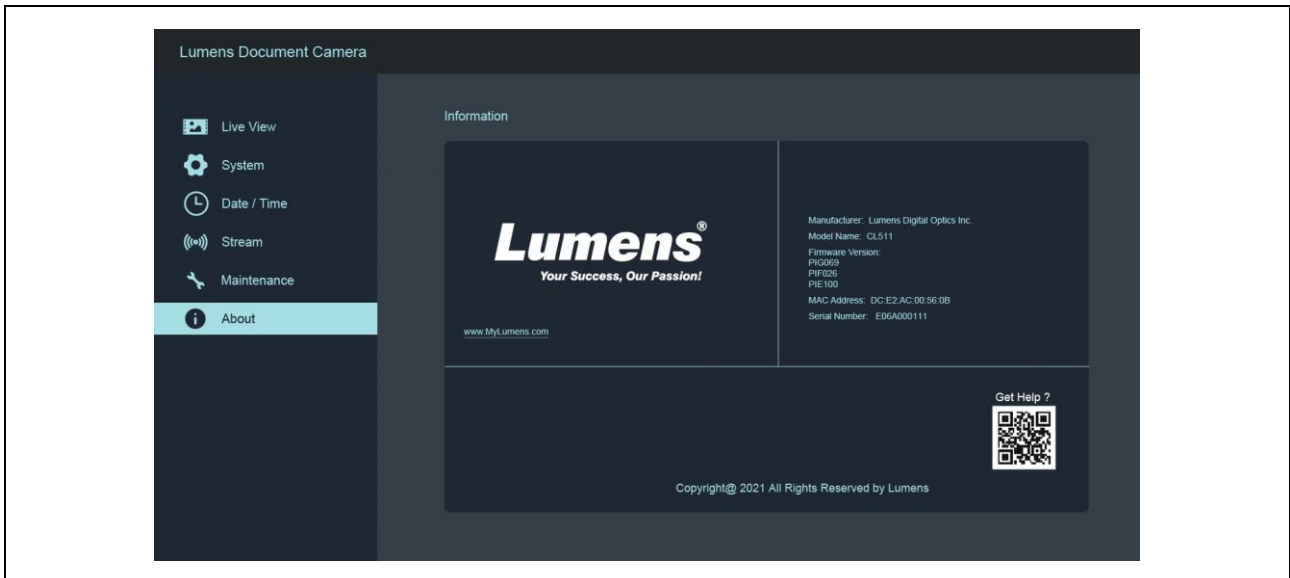 Lumens Document Camera
Live View
System
Date / Time
Stream
Maintenance
About
Information
Lumens®
Your Success, Our Passion!
www.MyLumens.com
Manufacturer: Lumens Digital Optics Inc.
Model Name: CL511
Firmware Version:
PIG069
PIF026
PIE100
MAC Address: DC:E2:AC:00:56:0B
Serial Number: E06A000111
Get Help ?
Copyright@ 2021 All Rights Reserved by Lumens